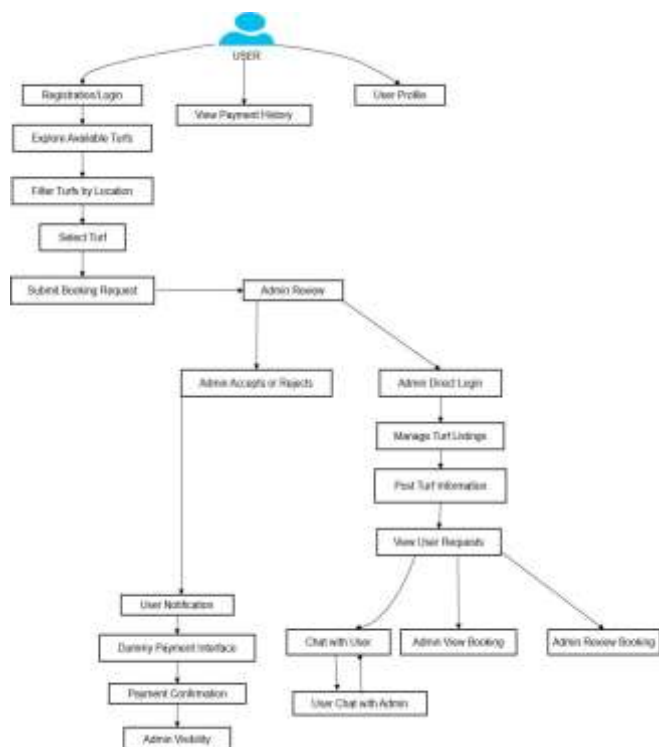 USER
Registration/Login
User Profile
View Payment History
Explore Available Turfs
Filter Turfs by Location
Select Turf
Submit Booking Request
Admin Review
Admin Accepts or Rejects
Admin Direct Login
Manage Turf Listings
Post Turf Information
View User Requests
User Notification
Chat with User
Admin View Booking
Admin Review Booking
Dummy Payment Interface
Payment Confirmation
User Chat with Admin
Admin Visibility